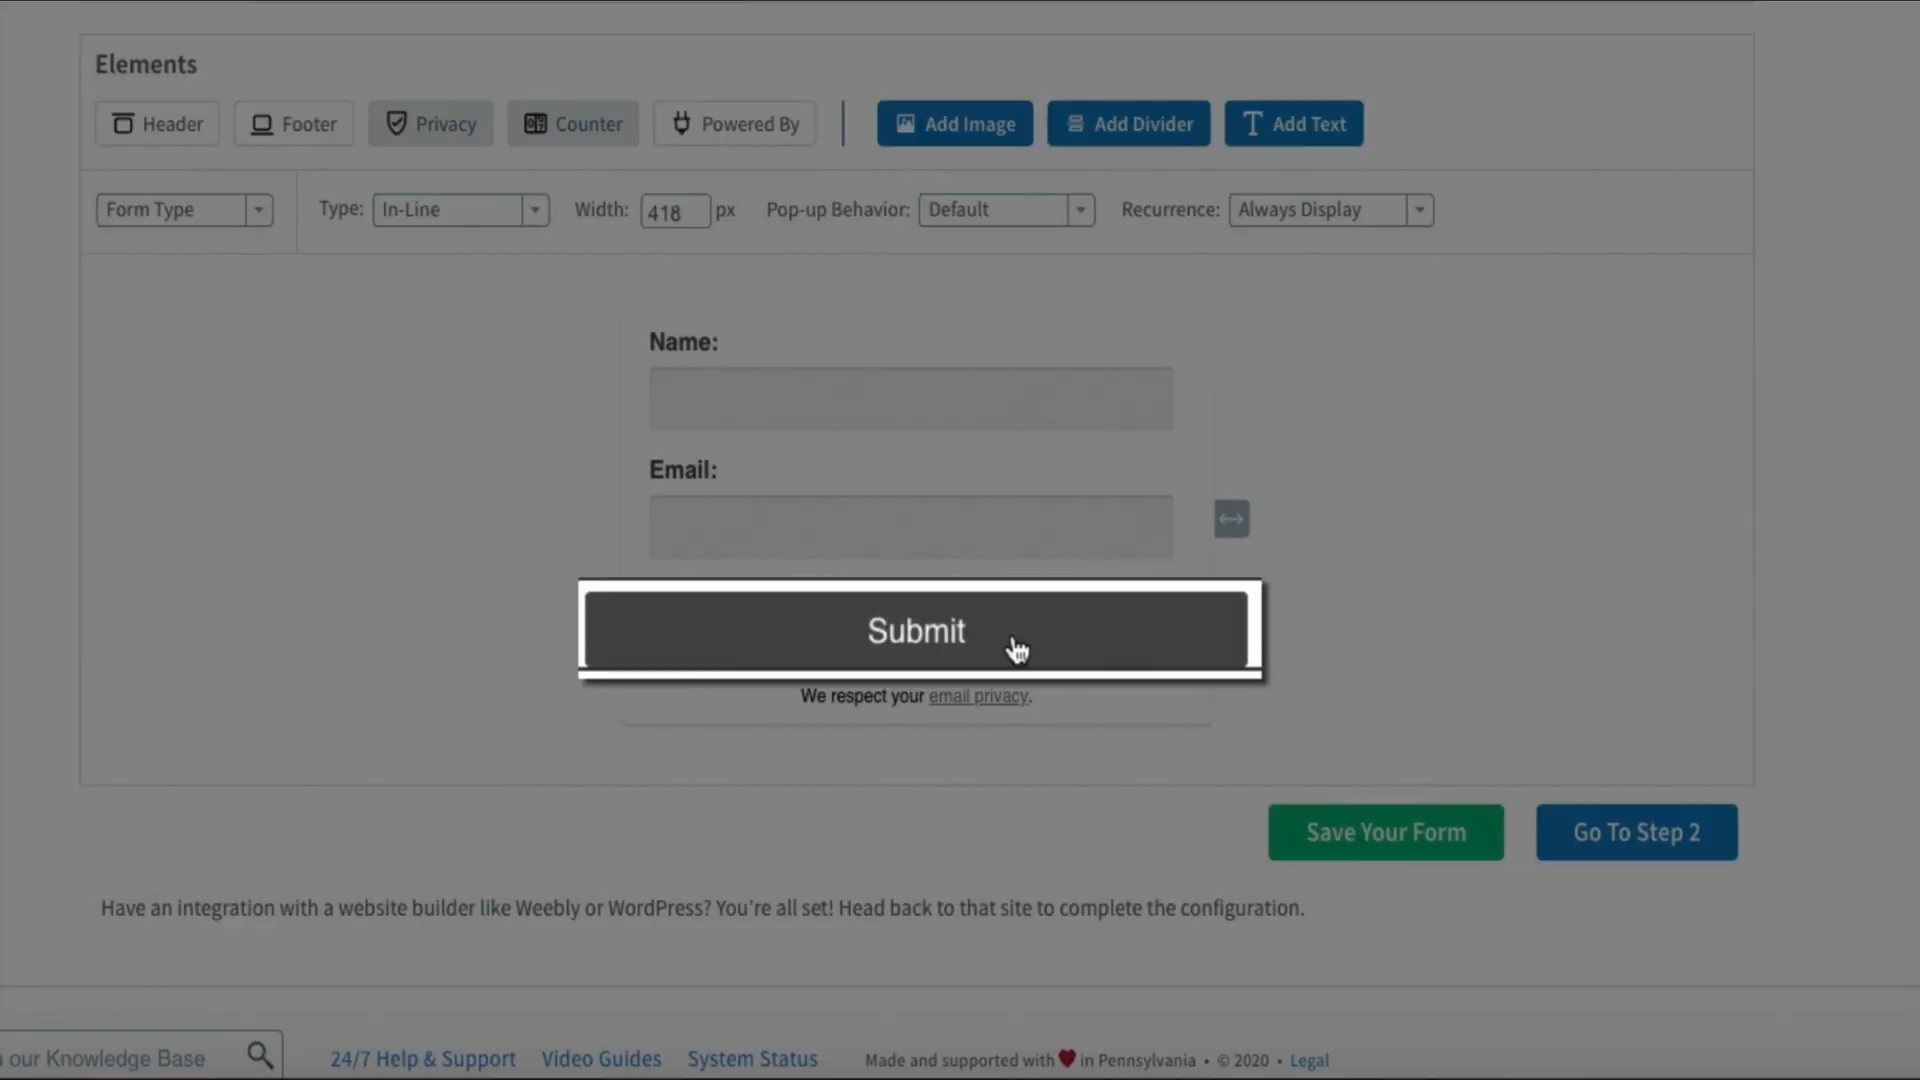 Elements
Header Footer Privacy Counter Powered By Add Image Add Divider Add Text
Form Type Type: In-Line Width: 418 px Pop-up Behavior: Default Recurrence: Always Display
Name:
Email:
Submit
We respect your email privacy.
Save Your Form Go To Step 2
Have an integration with a website builder like Weebly or WordPress? You're all set! Head back to that site to complete the configuration.
our Knowledge Base 24/7 Help & Support Video Guides System Status Made and supported with ❤ in Pennsylvania • © 2020 • Legal